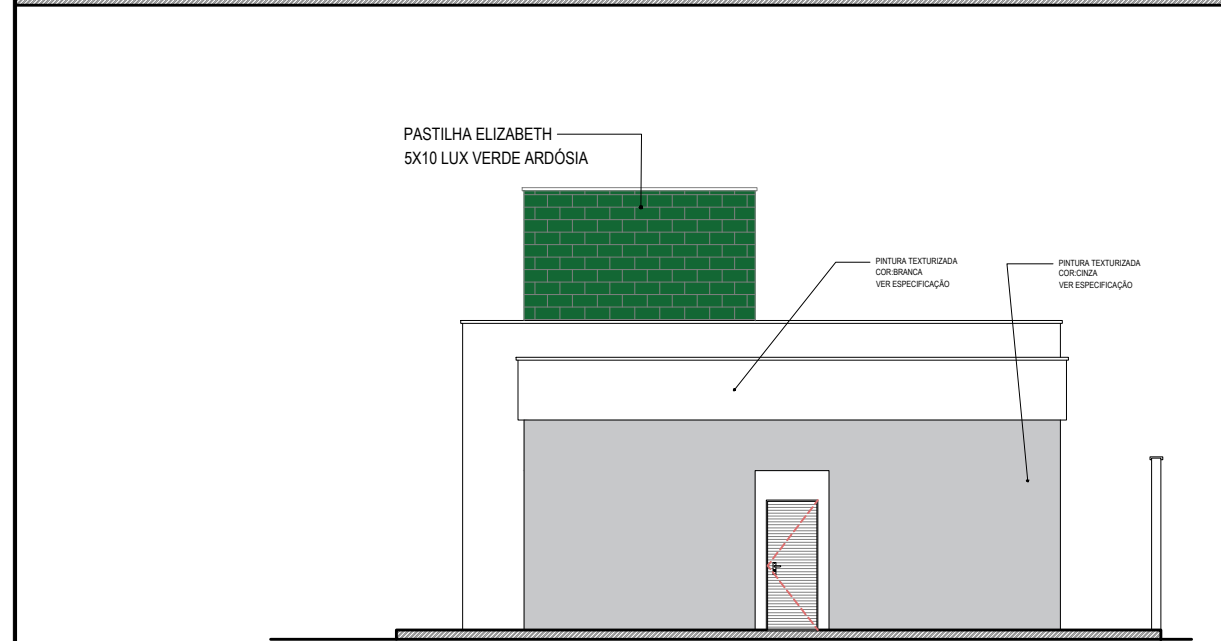 PASTILHA ELIZABETH
5X10 LUX VERDE ARDÓSIA
PINTURA TEXTURIZADA
COR:BRANCA
VER ESPECIFICAÇÃO
PINTURA TEXTURIZADA
COR:CINZA
VER ESPECIFICAÇÃO